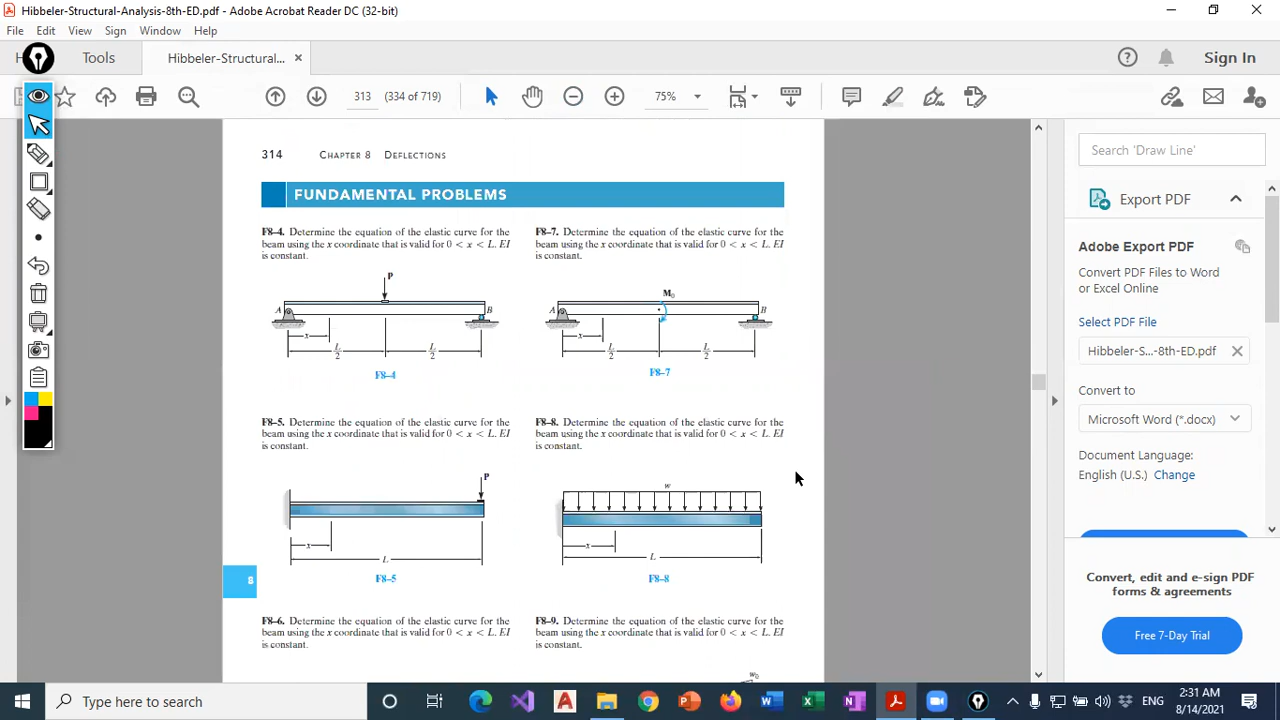 Hibbeler-Structural-Analysis-8th-ED.pdf - Adobe Acrobat Reader DC (32-bit)
File Edit View Sign Window Help
H Tools Hibbeler-Structural... × Sign In
313 (334 of 719) 75%
314 CHAPTER 8 DEFLECTIONS
FUNDAMENTAL PROBLEMS
F8–4. Determine the equation of the elastic curve for the
beam using the x coordinate that is valid for 0 < x < L. EI
is constant.
P
A B
x
L/2 L/2
F8–4
F8–7. Determine the equation of the elastic curve for the
beam using the x coordinate that is valid for 0 < x < L. EI
is constant.
M0
A B
x
L/2 L/2
F8–7
F8–5. Determine the equation of the elastic curve for the
beam using the x coordinate that is valid for 0 < x < L. EI
is constant.
P
x
L
F8–5
F8–8. Determine the equation of the elastic curve for the
beam using the x coordinate that is valid for 0 < x < L. EI
is constant.
w
x
L
F8–8
8
F8–6. Determine the equation of the elastic curve for the
beam using the x coordinate that is valid for 0 < x < L. EI
is constant.
F8–9. Determine the equation of the elastic curve for the
beam using the x coordinate that is valid for 0 < x < L. EI
is constant.
w0
Search 'Draw Line'
Export PDF
Adobe Export PDF
Convert PDF Files to Word
or Excel Online
Select PDF File
Hibbeler-S...-8th-ED.pdf
Convert to
Microsoft Word (*.docx)
Document Language:
English (U.S.) Change
Convert, edit and e-sign PDF
forms & agreements
Free 7-Day Trial
Type here to search
ENG
2:31 AM
8/14/2021